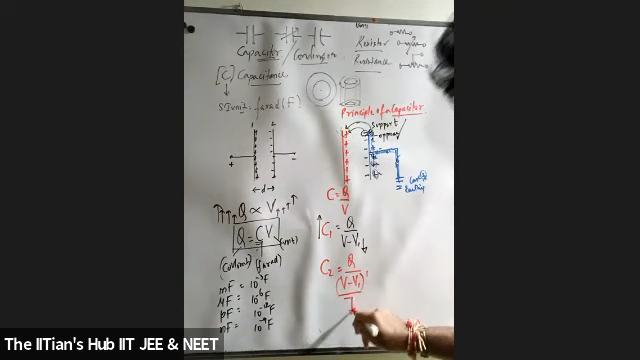 Capacitor / Condenser
Resistor
Resistance
[C] Capacitance
SI unit = farad (F)
Principle of a Capacitor
support
oppose
← d →
C = Q/V
Q ∝ V
Q = CV
(Coulomb) (farad) (volt)
C₁ = Q/V-V₁
C₂ = Q/(V-V₁)
mF = 10⁻³F
μF = 10⁻⁶F
pF = 10⁻¹²F
nF = 10⁻⁹F
The IITian's Hub IIT JEE & NEET